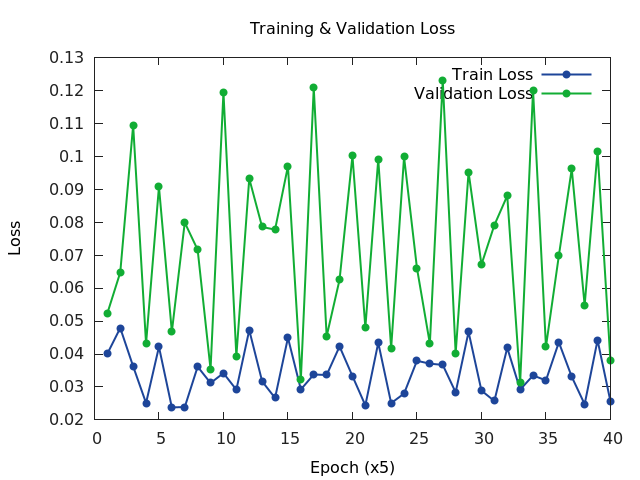 Training & Validation Loss
Train Loss
Validation Loss
0.13
0.12
0.11
0.1
0.09
0.08
0.07
0.06
0.05
0.04
0.03
0.02
Loss
0 5 10 15 20 25 30 35 40
Epoch (x5)